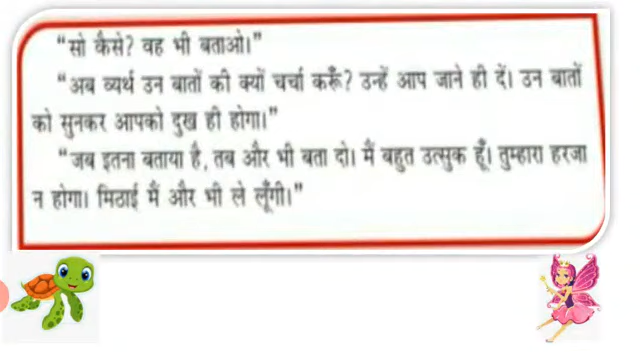 “सो कैसे? वह भी बताओ।”
“अब व्यर्थ उन बातों की क्यों चर्चा करूँ? उन्हें आप जाने ही दें। उन बातों
को सुनकर आपको दुख ही होगा।”
“जब इतना बताया है, तब और भी बता दो। मैं बहुत उत्सुक हूँ। तुम्हारा हरजा
न होगा। मिठाई मैं और भी ले लूँगी।”